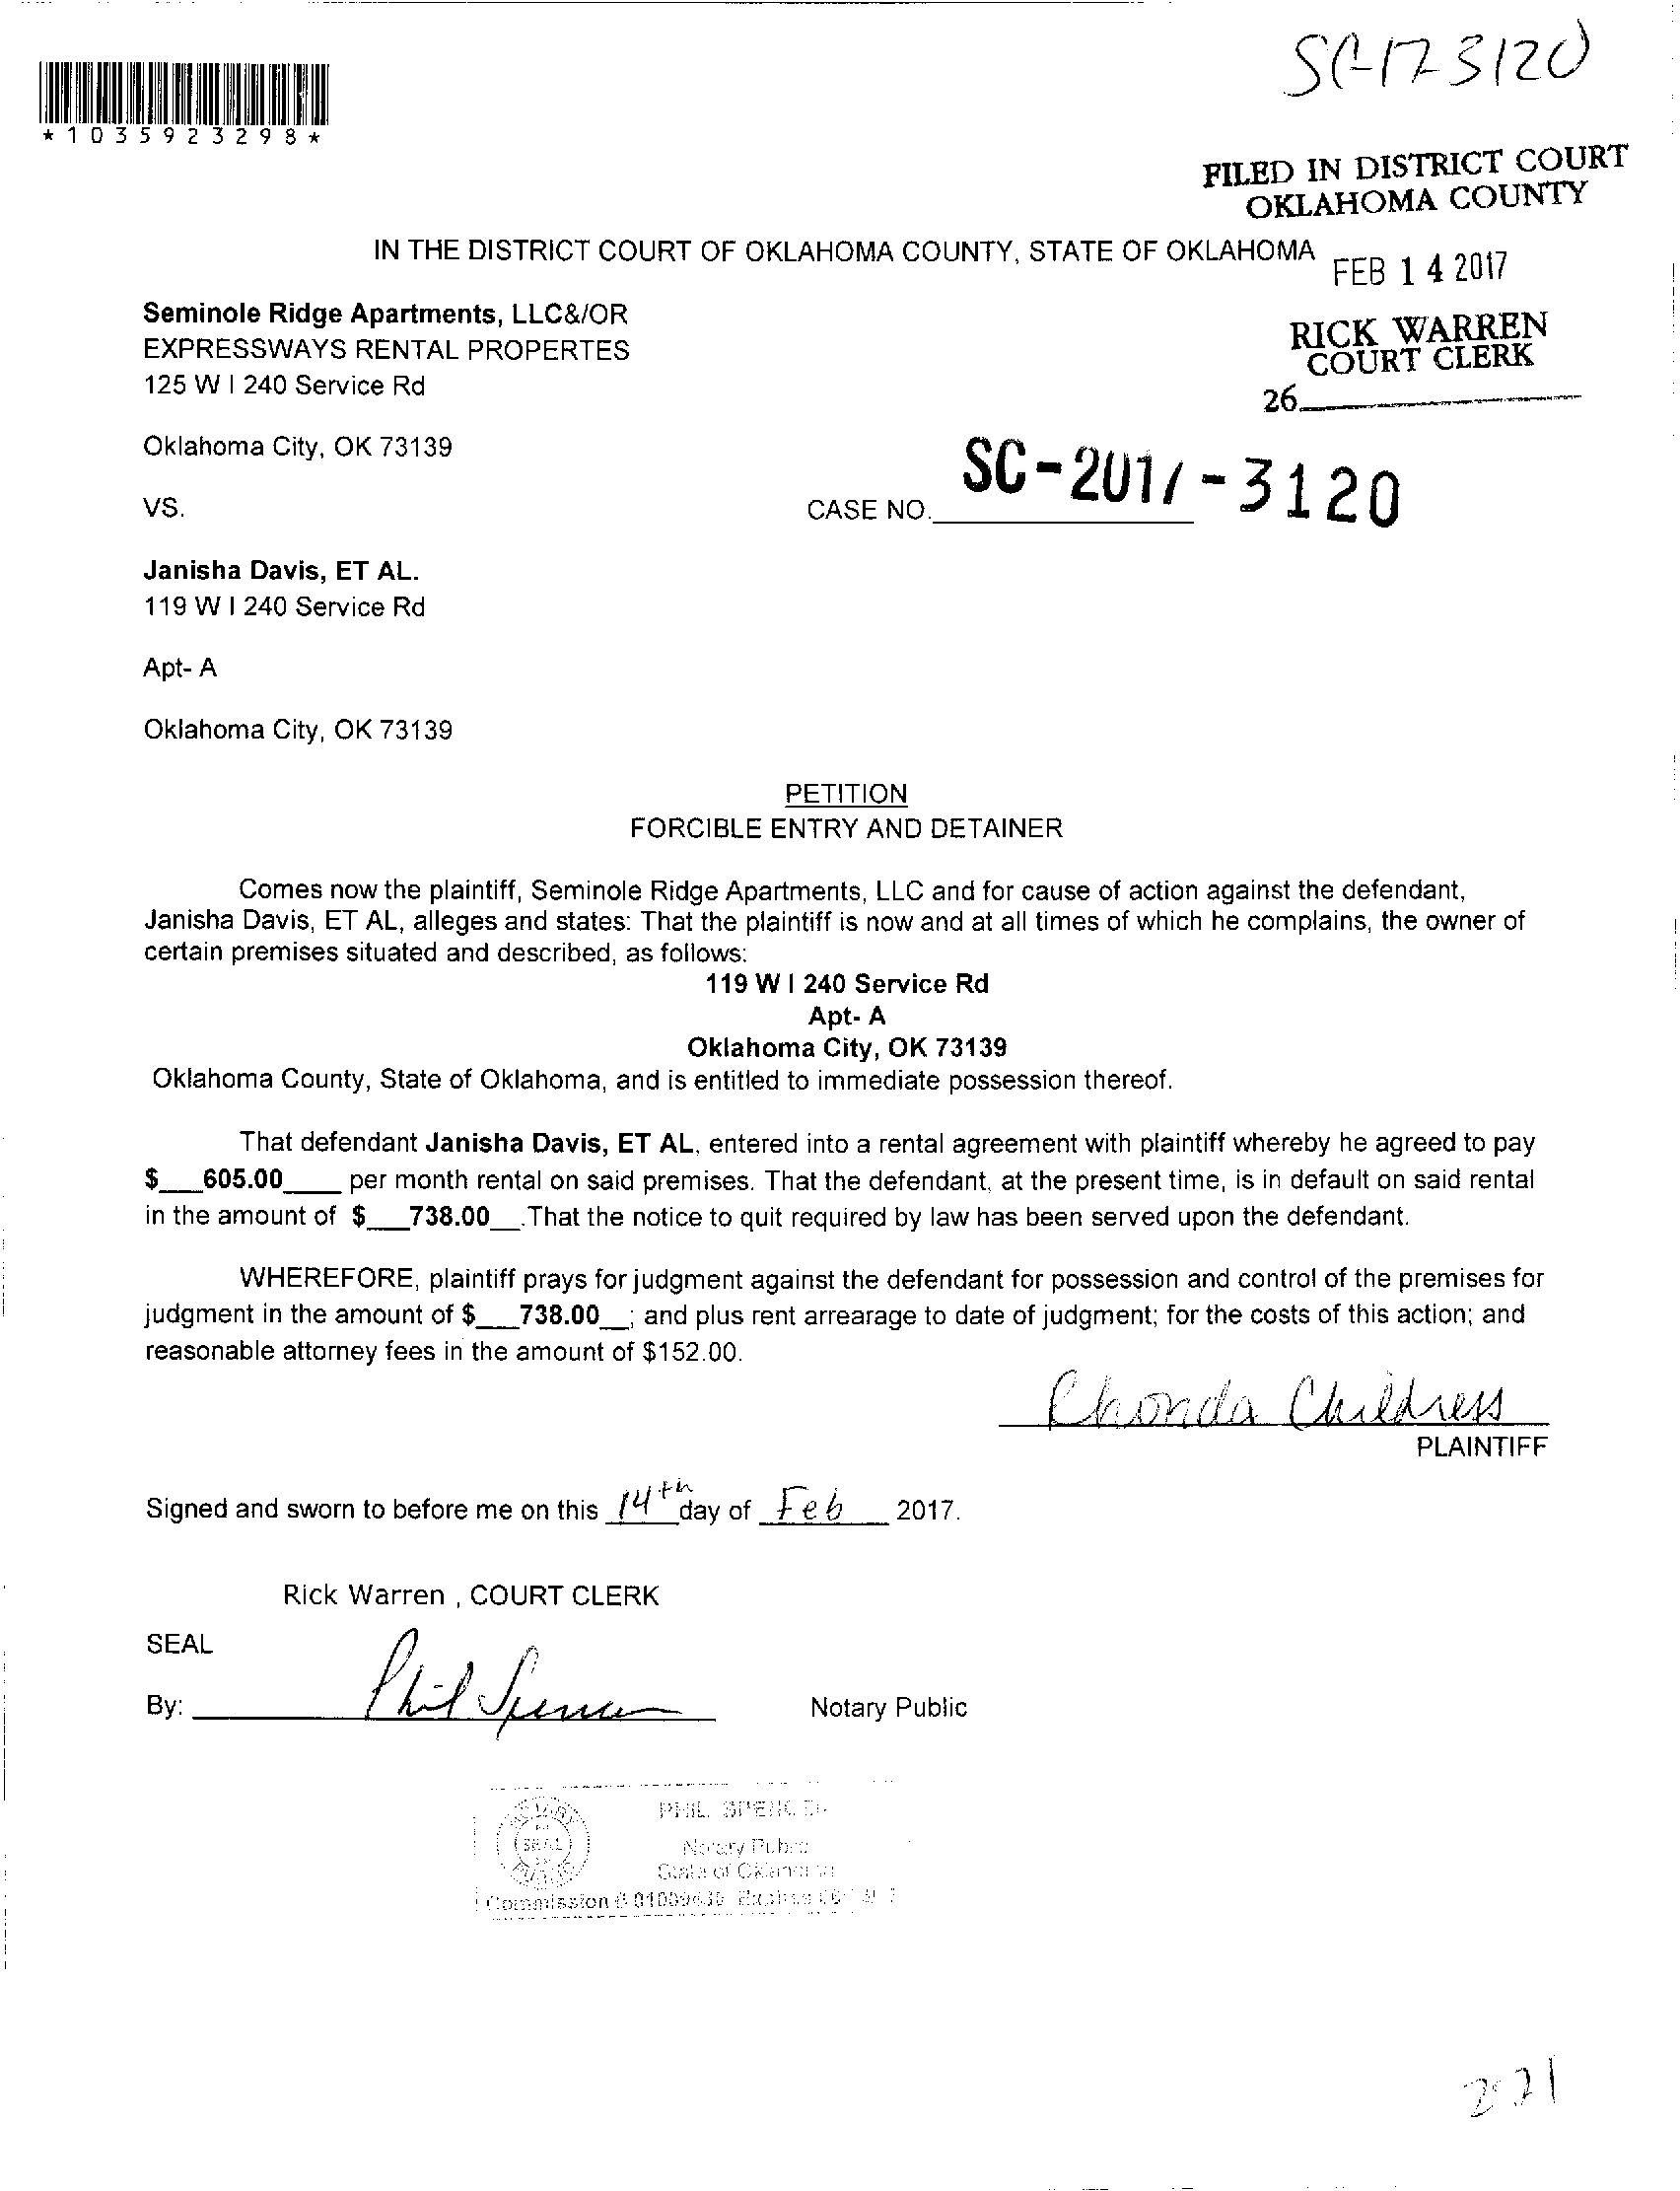 SC-17-3120
*1035923298*
FILED IN DISTRICT COURT
OKLAHOMA COUNTY
IN THE DISTRICT COURT OF OKLAHOMA COUNTY, STATE OF OKLAHOMA
FEB 14 2017
Seminole Ridge Apartments, LLC&/OR
EXPRESSWAYS RENTAL PROPERTES
125 W I 240 Service Rd
RICK WARREN
COURT CLERK
26
Oklahoma City, OK 73139
VS.
CASE NO. SC-2017-3120
Janisha Davis, ET AL.
119 W I 240 Service Rd
Apt- A
Oklahoma City, OK 73139
PETITION
FORCIBLE ENTRY AND DETAINER
Comes now the plaintiff, Seminole Ridge Apartments, LLC and for cause of action against the defendant,
Janisha Davis, ET AL, alleges and states: That the plaintiff is now and at all times of which he complains, the owner of
certain premises situated and described, as follows:
119 W I 240 Service Rd
Apt- A
Oklahoma City, OK 73139
Oklahoma County, State of Oklahoma, and is entitled to immediate possession thereof.
That defendant Janisha Davis, ET AL, entered into a rental agreement with plaintiff whereby he agreed to pay
$___605.00____ per month rental on said premises. That the defendant, at the present time, is in default on said rental
in the amount of $___738.00__.That the notice to quit required by law has been served upon the defendant.
WHEREFORE, plaintiff prays for judgment against the defendant for possession and control of the premises for
judgment in the amount of $___738.00__; and plus rent arrearage to date of judgment; for the costs of this action; and
reasonable attorney fees in the amount of $152.00.
Rhonda Childress
PLAINTIFF
Signed and sworn to before me on this 14th day of Feb 2017.
Rick Warren , COURT CLERK
SEAL
By: Phil Spencer
Notary Public
PHIL SPENCER
SEAL
Notary Public
State of Oklahoma
Commission # Expires